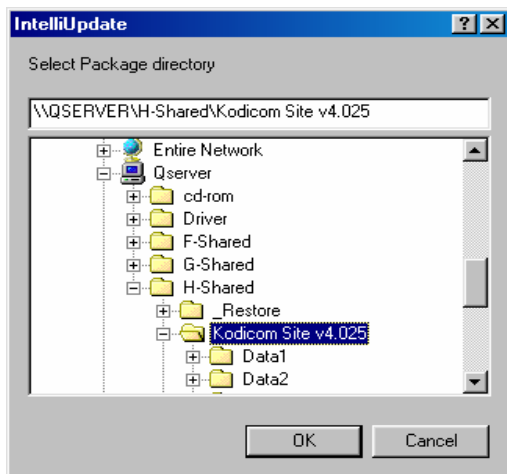 IntelliUpdate
Select Package directory
\\QSERVER\H-Shared\Kodicom Site v4.025
Entire Network
Qserver
cd-rom
Driver
F-Shared
G-Shared
H-Shared
_Restore
Kodicom Site v4.025
Data1
Data2
OK Cancel